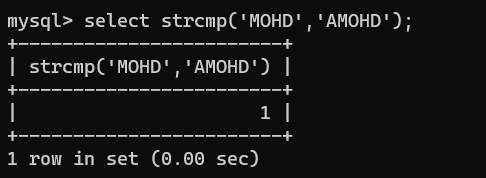 mysql> select strcmp('MOHD','AMOHD');
+------------------------+
| strcmp('MOHD','AMOHD') |
+------------------------+
|                      1 |
+------------------------+
1 row in set (0.00 sec)